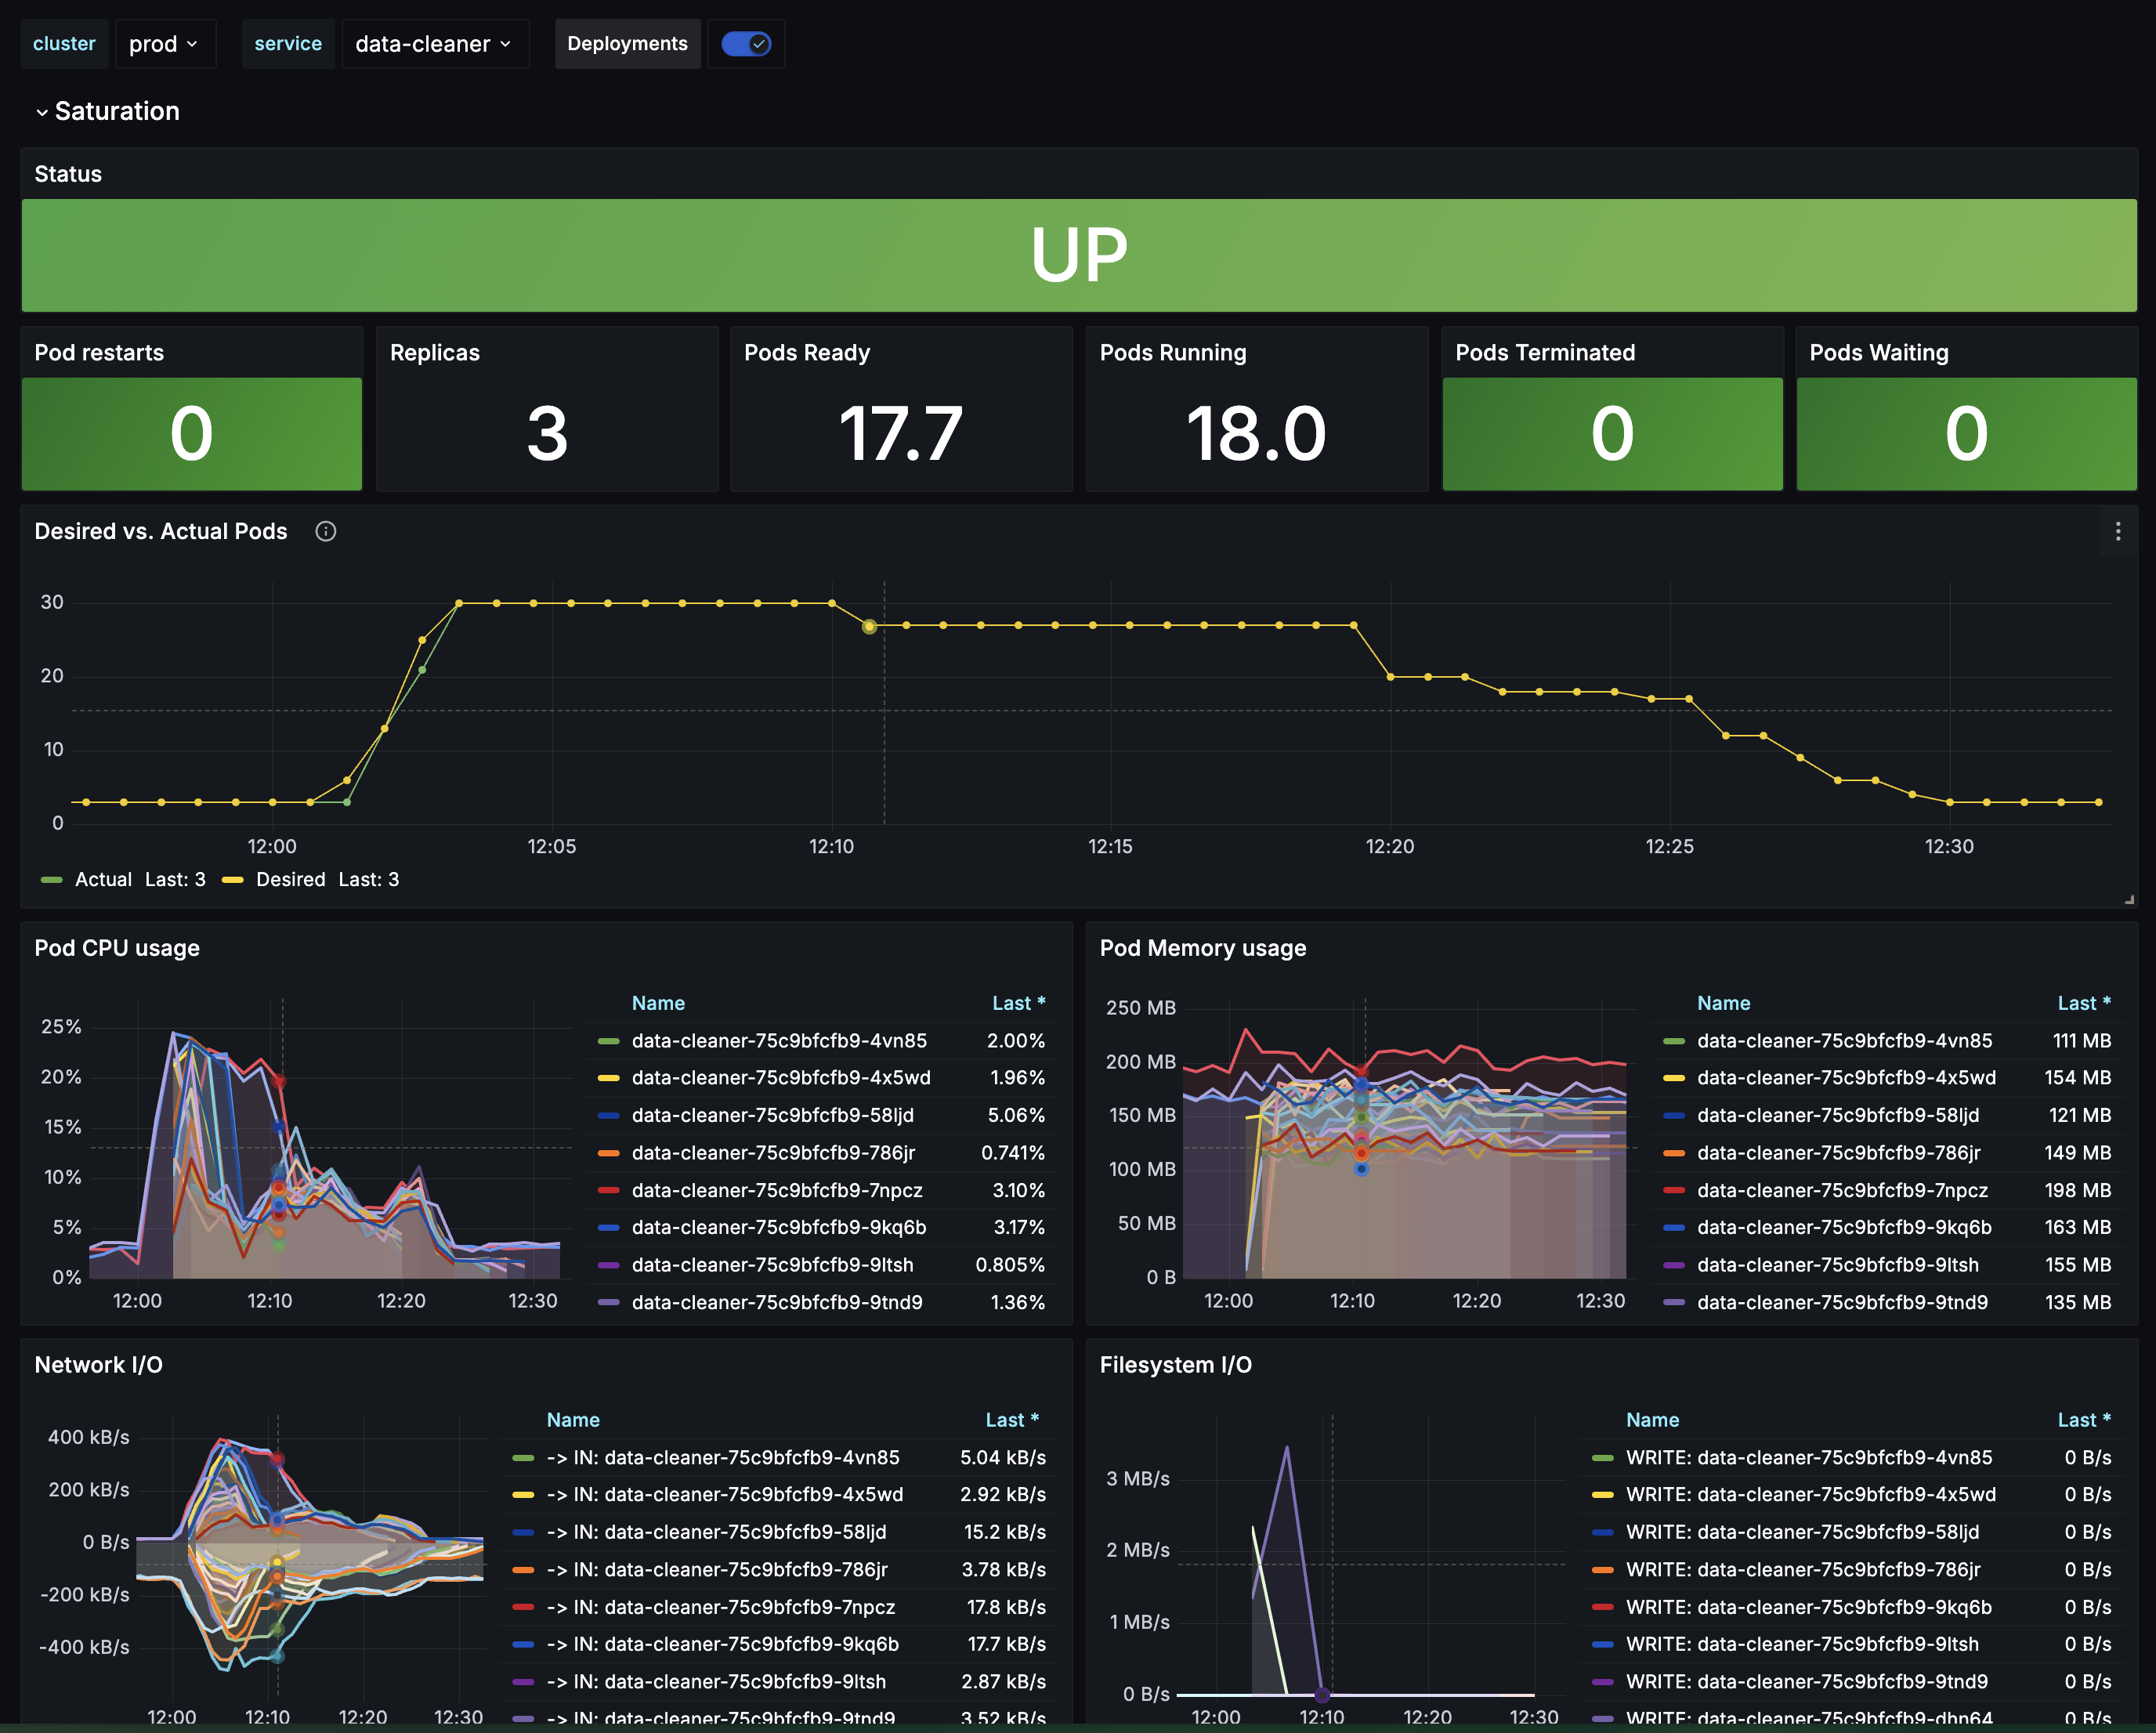 cluster prod service data-cleaner Deployments
Saturation
Status
UP
Pod restarts Replicas Pods Ready Pods Running Pods Terminated Pods Waiting
0 3 17.7 18.0 0 0
Desired vs. Actual Pods
30
20
10
0
12:00 12:05 12:10 12:15 12:20 12:25 12:30
Actual Last: 3 Desired Last: 3
Pod CPU usage
25%
20%
15%
10%
5%
0%
12:00 12:10 12:20 12:30
Name Last *
data-cleaner-75c9bfcfb9-4vn85 2.00%
data-cleaner-75c9bfcfb9-4x5wd 1.96%
data-cleaner-75c9bfcfb9-58ljd 5.06%
data-cleaner-75c9bfcfb9-786jr 0.741%
data-cleaner-75c9bfcfb9-7npcz 3.10%
data-cleaner-75c9bfcfb9-9kq6b 3.17%
data-cleaner-75c9bfcfb9-9ltsh 0.805%
data-cleaner-75c9bfcfb9-9tnd9 1.36%
Pod Memory usage
250 MB
200 MB
150 MB
100 MB
50 MB
0 B
12:00 12:10 12:20 12:30
Name Last *
data-cleaner-75c9bfcfb9-4vn85 111 MB
data-cleaner-75c9bfcfb9-4x5wd 154 MB
data-cleaner-75c9bfcfb9-58ljd 121 MB
data-cleaner-75c9bfcfb9-786jr 149 MB
data-cleaner-75c9bfcfb9-7npcz 198 MB
data-cleaner-75c9bfcfb9-9kq6b 163 MB
data-cleaner-75c9bfcfb9-9ltsh 155 MB
data-cleaner-75c9bfcfb9-9tnd9 135 MB
Network I/O
400 kB/s
200 kB/s
0 B/s
-200 kB/s
-400 kB/s
12:00 12:10 12:20 12:30
Name Last *
-> IN: data-cleaner-75c9bfcfb9-4vn85 5.04 kB/s
-> IN: data-cleaner-75c9bfcfb9-4x5wd 2.92 kB/s
-> IN: data-cleaner-75c9bfcfb9-58ljd 15.2 kB/s
-> IN: data-cleaner-75c9bfcfb9-786jr 3.78 kB/s
-> IN: data-cleaner-75c9bfcfb9-7npcz 17.8 kB/s
-> IN: data-cleaner-75c9bfcfb9-9kq6b 17.7 kB/s
-> IN: data-cleaner-75c9bfcfb9-9ltsh 2.87 kB/s
-> IN: data-cleaner-75c9bfcfb9-9tnd9 3.52 kB/s
Filesystem I/O
3 MB/s
2 MB/s
1 MB/s
0 B/s
12:00 12:10 12:20 12:30
Name Last *
WRITE: data-cleaner-75c9bfcfb9-4vn85 0 B/s
WRITE: data-cleaner-75c9bfcfb9-4x5wd 0 B/s
WRITE: data-cleaner-75c9bfcfb9-58ljd 0 B/s
WRITE: data-cleaner-75c9bfcfb9-786jr 0 B/s
WRITE: data-cleaner-75c9bfcfb9-9kq6b 0 B/s
WRITE: data-cleaner-75c9bfcfb9-9ltsh 0 B/s
WRITE: data-cleaner-75c9bfcfb9-9tnd9 0 B/s
WRITE: data-cleaner-75c9bfcfb9-dhn64 0 B/s